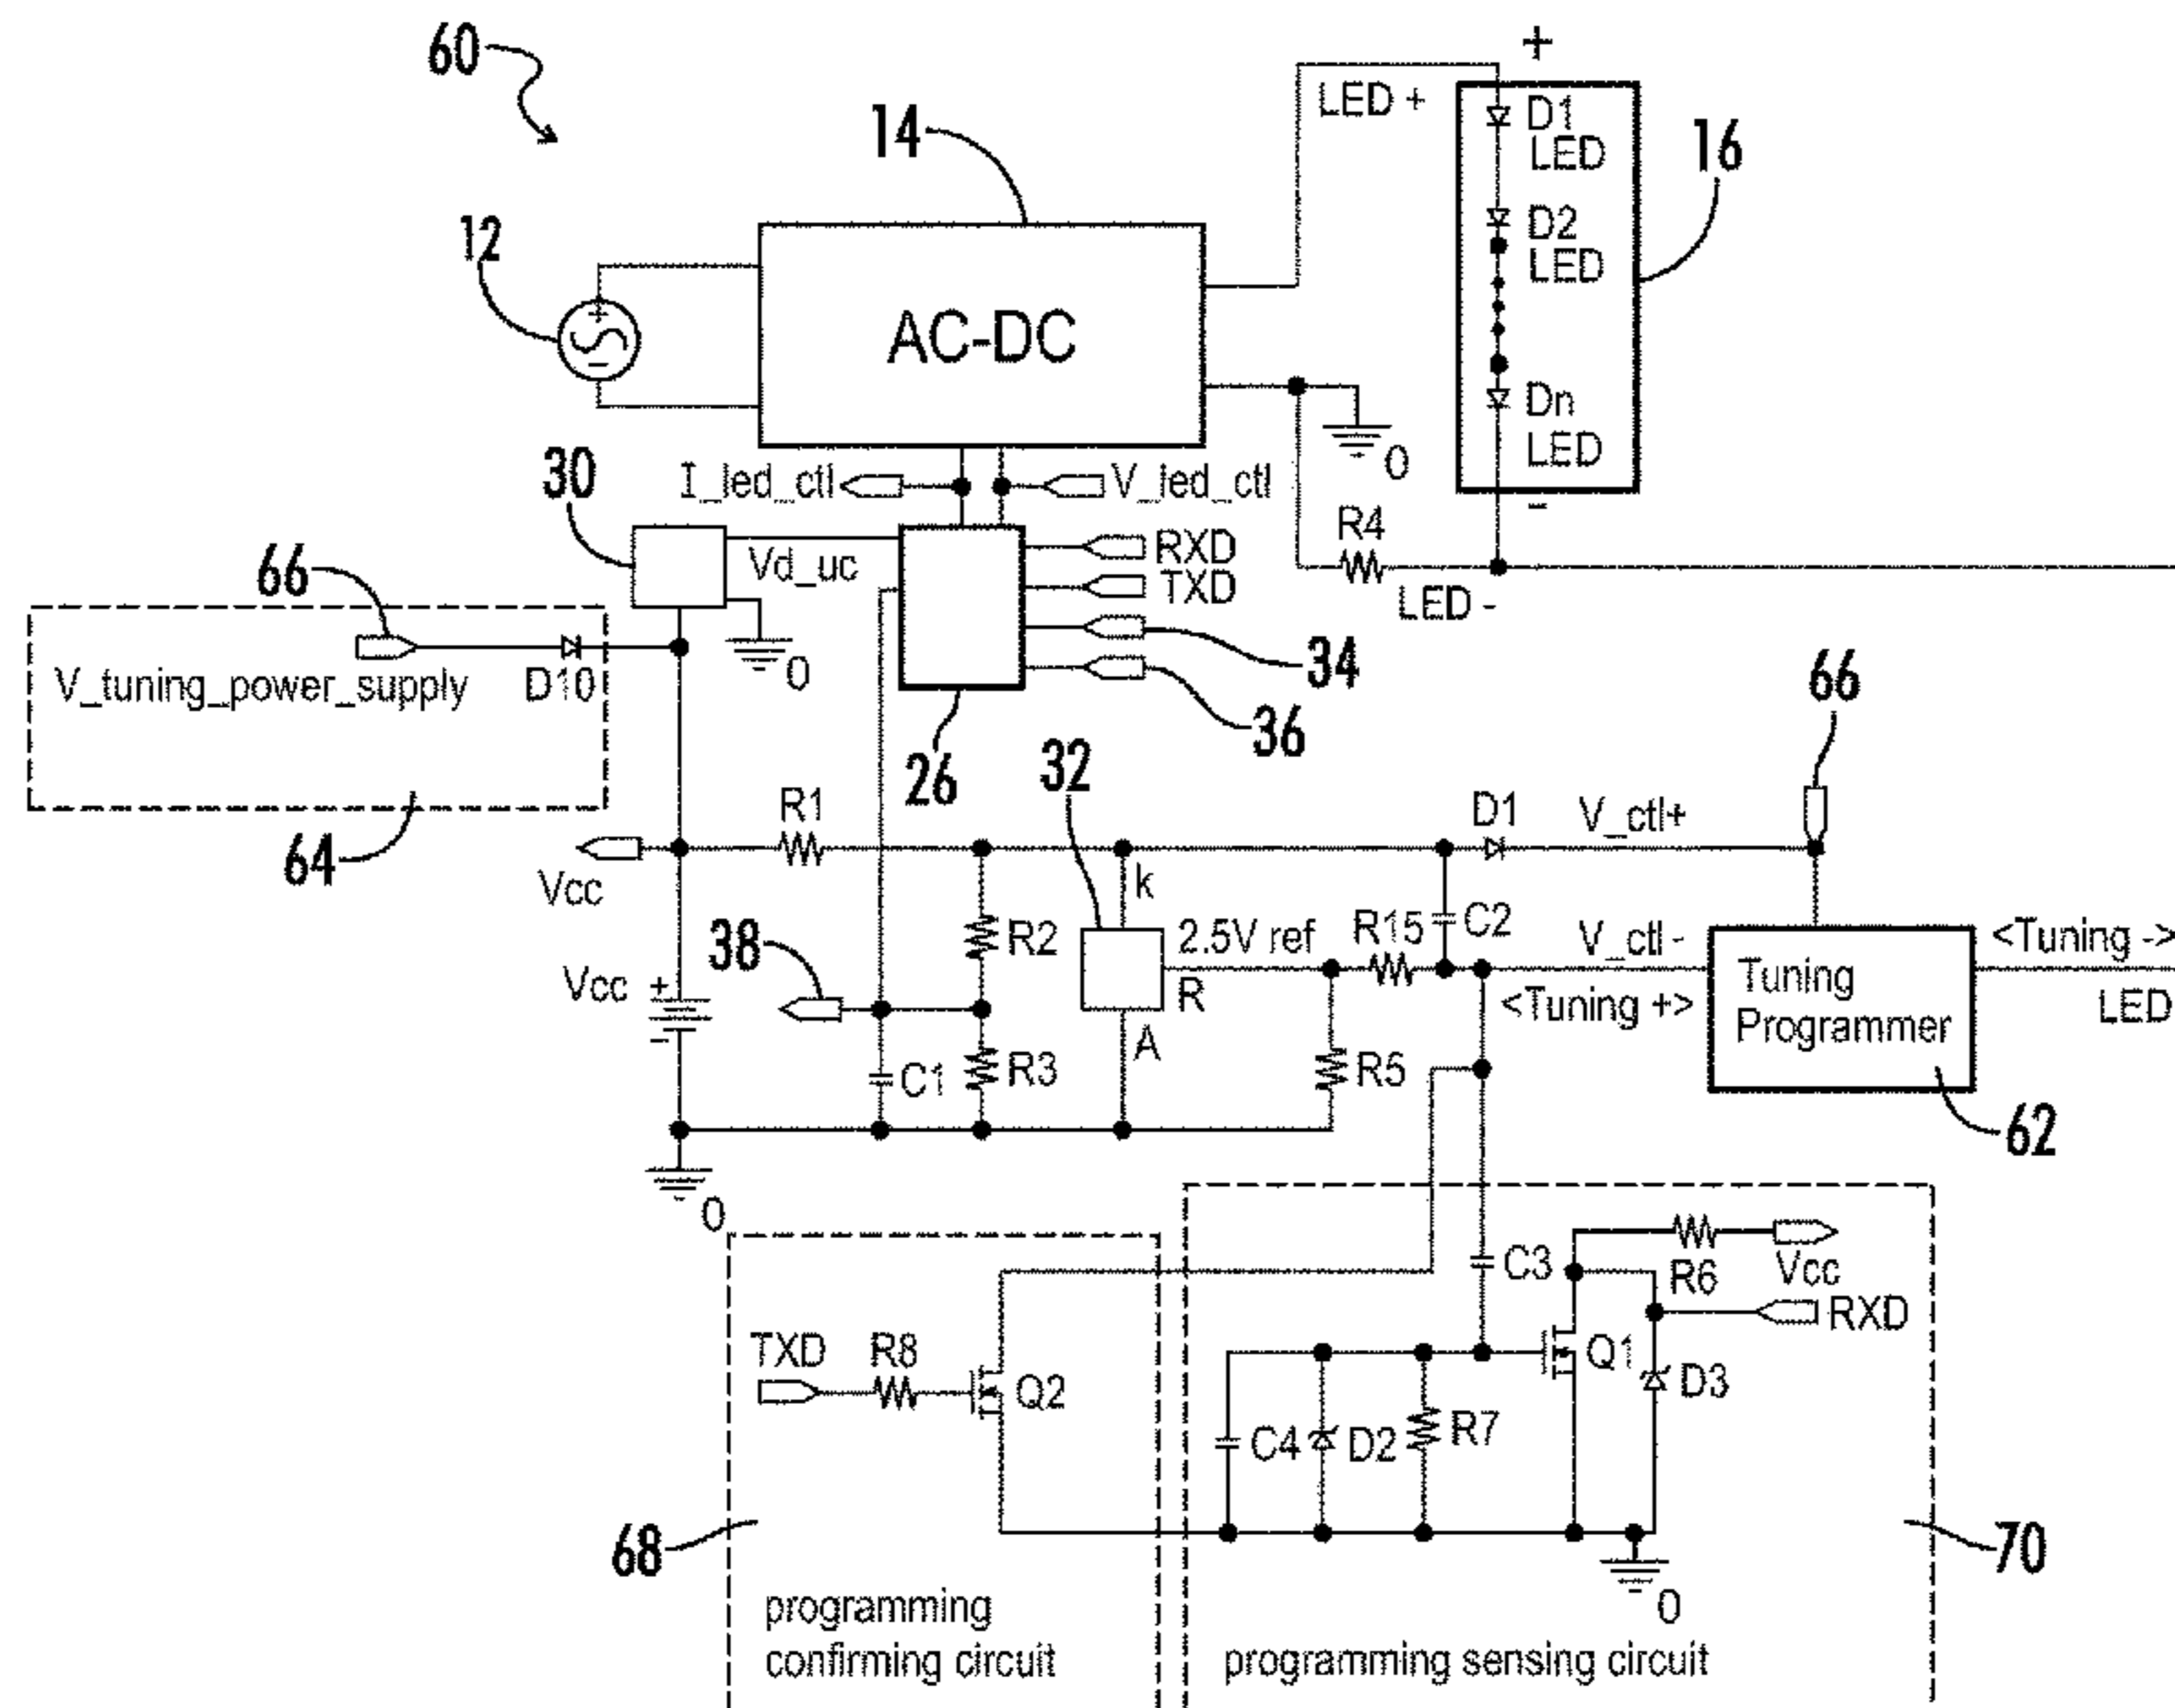 60
+
LED +
D1
LED
14
16
12
D2
LED
+
AC-DC
-
Dn
LED
0
30
I_led_ctl
V_led_ctl
-
R4
66
Vd_uc
RXD
TXD
LED -
0
34
66
V_tuning_power_supply
D10
36
26
32
R1
D1
V_ctl+
64
Vcc
k
38
R2
2.5V ref
R15
C2
V_ctl -
<Tuning ->
Vcc
+
R
<Tuning +>
Tuning
Programmer
LED
-
A
C1
R3
R5
62
0
C3
R6
Vcc
RXD
TXD
R8
Q2
Q1
D3
C4
D2
R7
68
70
0
programming
confirming circuit
programming sensing circuit